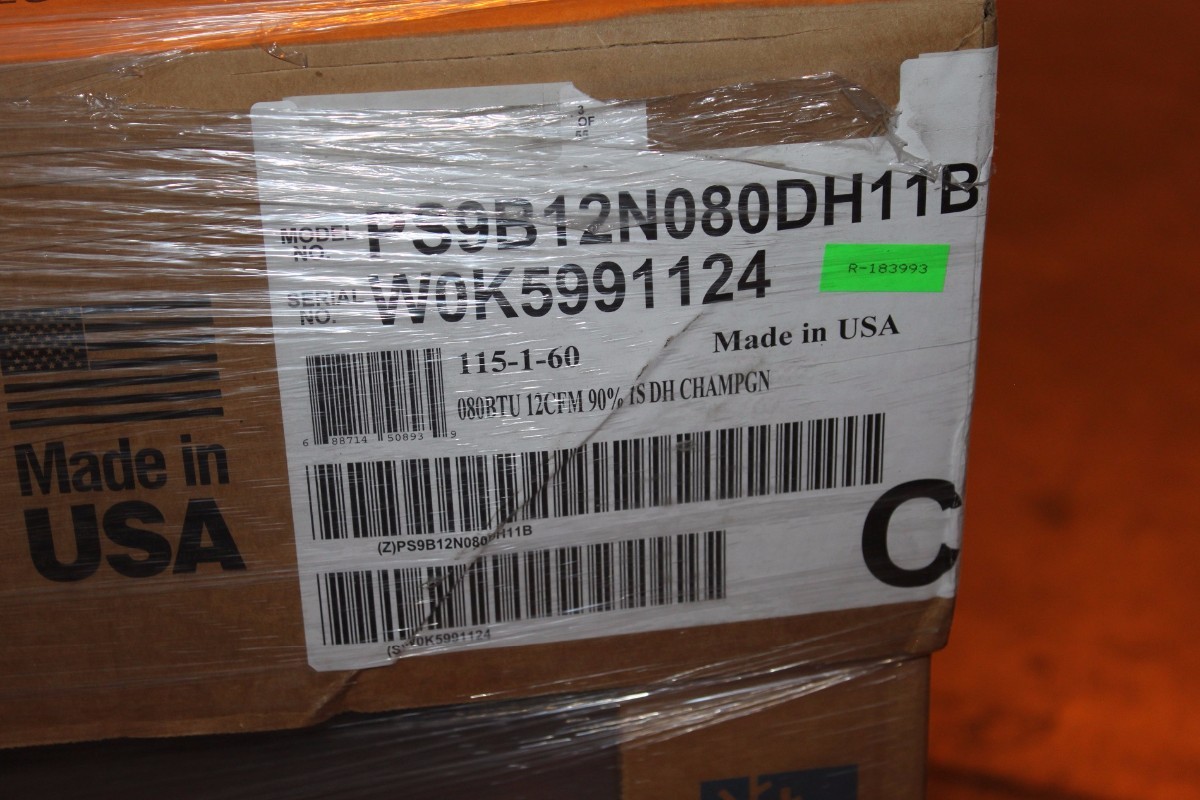 3
OF
MODEL NO. PS9B12N080DH11B
SERIAL NO. W0K5991124
R-183993
115-1-60
Made in USA
080BTU 12CFM 90% 1S DH CHAMPGN
6 88714 50893 9
(Z)PS9B12N080DH11B
C
Made in
USA